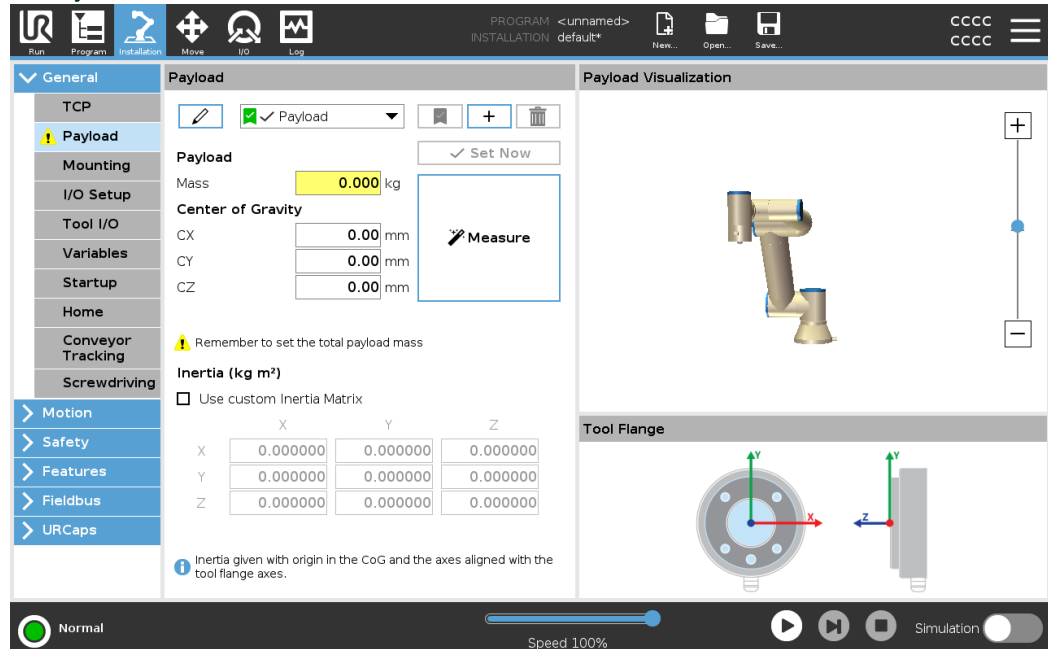 PROGRAM <unnamed>
INSTALLATION default*
CCCC
CCCC
Run Program Installation Move I/O Log New... Open... Save...
General
TCP
Payload
Mounting
I/O Setup
Tool I/O
Variables
Startup
Home
Conveyor
Tracking
Screwdriving
Motion
Safety
Features
Fieldbus
URCaps
Payload
Payload
Set Now
Payload
Mass 0.000 kg
Center of Gravity
CX 0.00 mm
CY 0.00 mm
CZ 0.00 mm
Measure
Remember to set the total payload mass
Inertia (kg m²)
Use custom Inertia Matrix
X Y Z
X 0.000000 0.000000 0.000000
Y 0.000000 0.000000 0.000000
Z 0.000000 0.000000 0.000000
Inertia given with origin in the CoG and the axes aligned with the
tool flange axes.
Payload Visualization
Tool Flange
Y Y
X Z
Normal
Speed 100%
Simulation